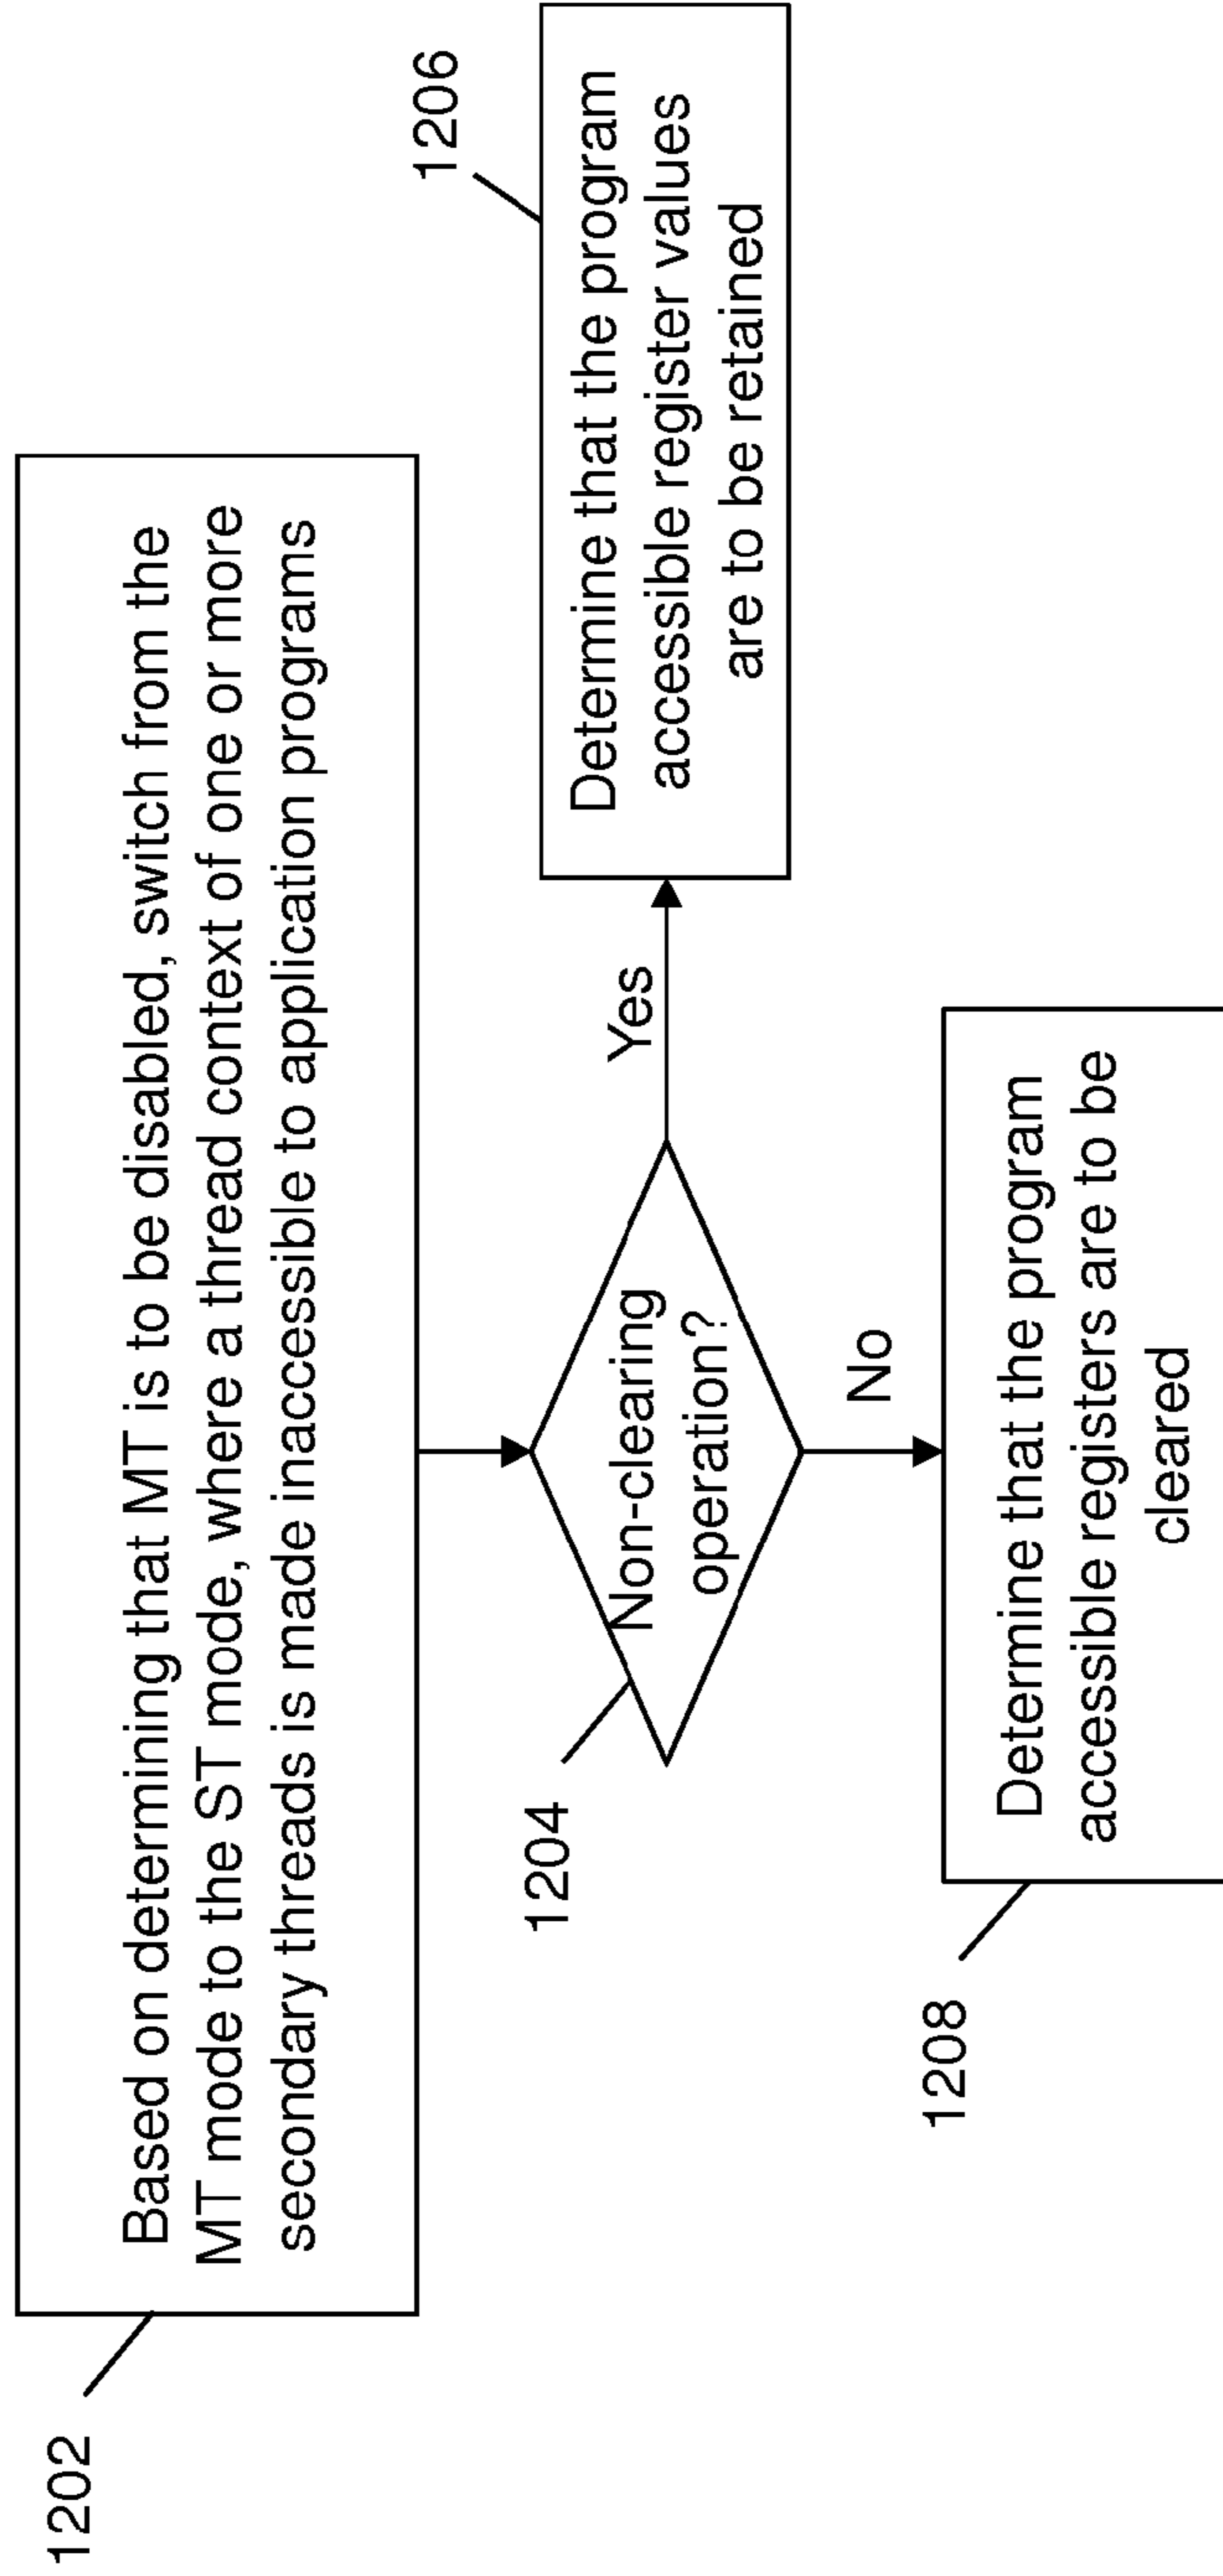 1202
Based on determining that MT is to be disabled, switch from the
MT mode to the ST mode, where a thread context of one or more
secondary threads is made inaccessible to application programs
1204
Non-clearing
operation?
Yes
1206
Determine that the program
accessible register values
are to be retained
No
1208
Determine that the program
accessible registers are to be
cleared